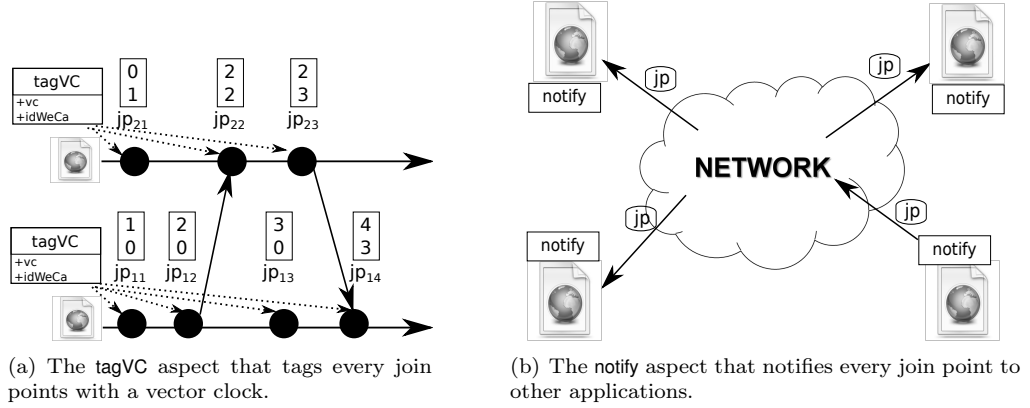 tagVC
+vc
+idWeCa
0
1
jp21
2
2
jp22
2
3
jp23
tagVC
+vc
+idWeCa
1
0
jp11
2
0
jp12
3
0
jp13
4
3
jp14
(a) The tagVC aspect that tags every join
points with a vector clock.
notify
jp
jp
notify
NETWORK
jp
notify
jp
notify
(b) The notify aspect that notifies every join point to
other applications.